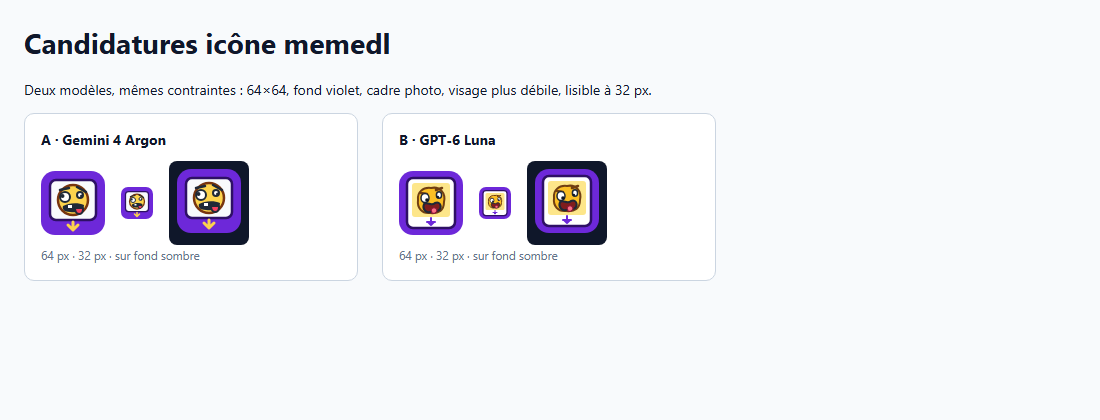 Candidatures icône memedl
Deux modèles, mêmes contraintes : 64×64, fond violet, cadre photo, visage plus débile, lisible à 32 px.
A · Gemini 4 Argon
64 px · 32 px · sur fond sombre
B · GPT-6 Luna
64 px · 32 px · sur fond sombre